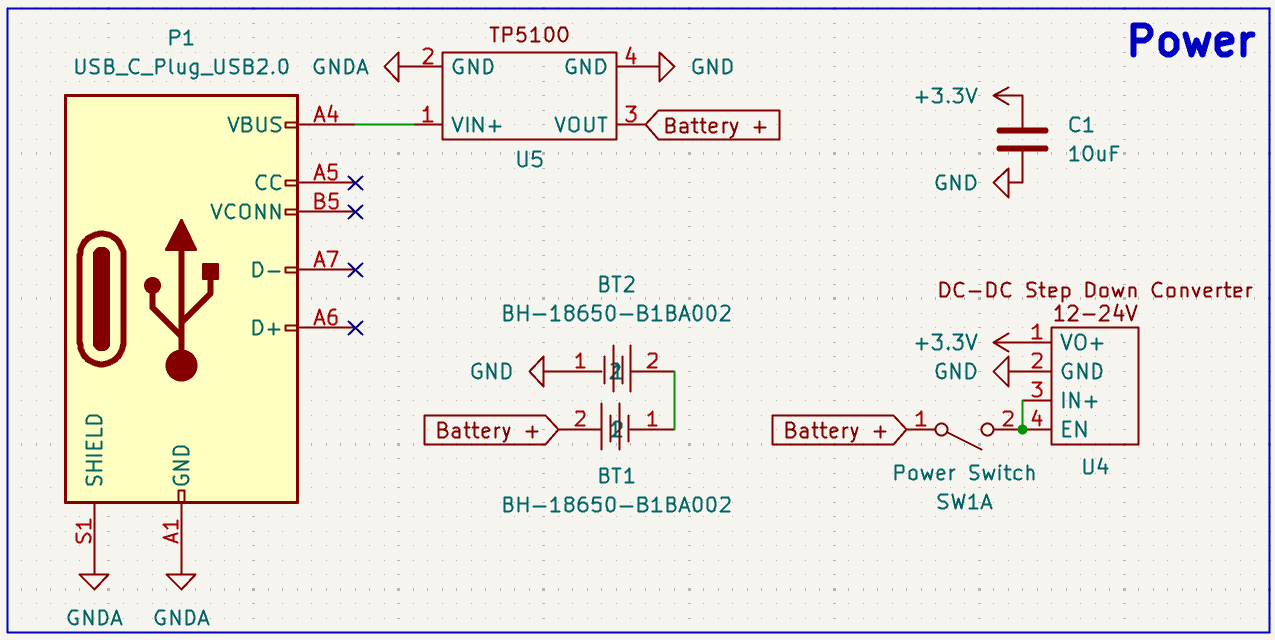 Power
P1
USB_C_Plug_USB2.0
VBUS
A4
CC
A5
VCONN
B5
D-
A7
D+
A6
SHIELD
GND
S1
A1
GNDA
GNDA
TP5100
GNDA
2
GND
GND
4
GND
1
VIN+
VOUT
3
Battery +
U5
+3.3V
C1
10uF
GND
BT2
BH-18650-B1BA002
GND
1
2
Battery +
2
1
BT1
BH-18650-B1BA002
DC-DC Step Down Converter
12-24V
+3.3V
1
VO+
GND
2
GND
3
IN+
Battery +
1
2
4
EN
Power Switch
SW1A
U4